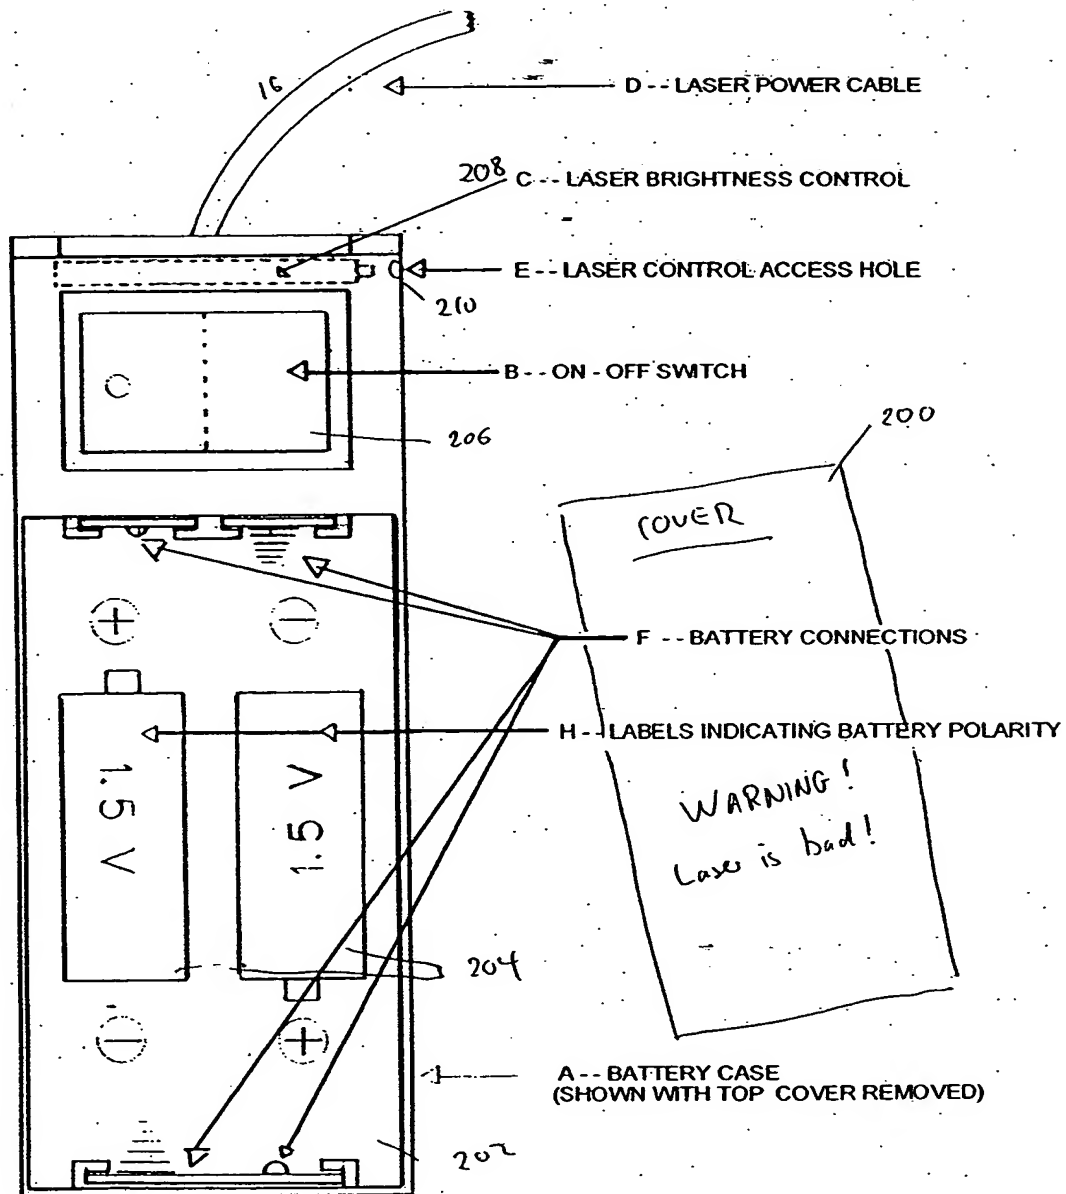 16
D -- LASER POWER CABLE
208 C -- LASER BRIGHTNESS CONTROL
E -- LASER CONTROL ACCESS HOLE
210
B -- ON - OFF SWITCH
200
206
COVER
+ −
F -- BATTERY CONNECTIONS
H -- LABELS INDICATING BATTERY POLARITY
1.5 V
1.5 V
WARNING!
Laser is bad!
204
− +
A -- BATTERY CASE
(SHOWN WITH TOP COVER REMOVED)
202